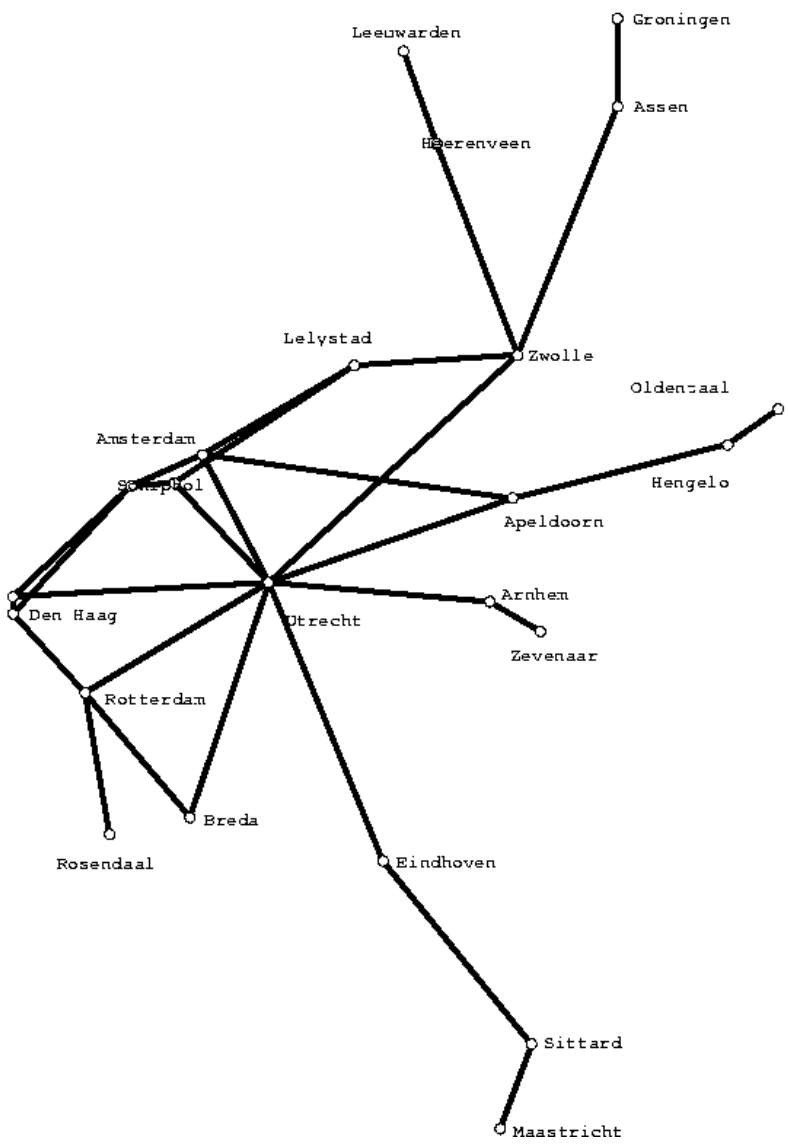 Groningen
Leeuwarden
Assen
Heerenveen
Lelystad
Zwolle
Oldenzaal
Amsterdam
Schiphol
Hengelo
Apeldoorn
Arnhem
Den Haag
Utrecht
Zevenaar
Rotterdam
Breda
Rosendaal
Eindhoven
Sittard
Maastricht